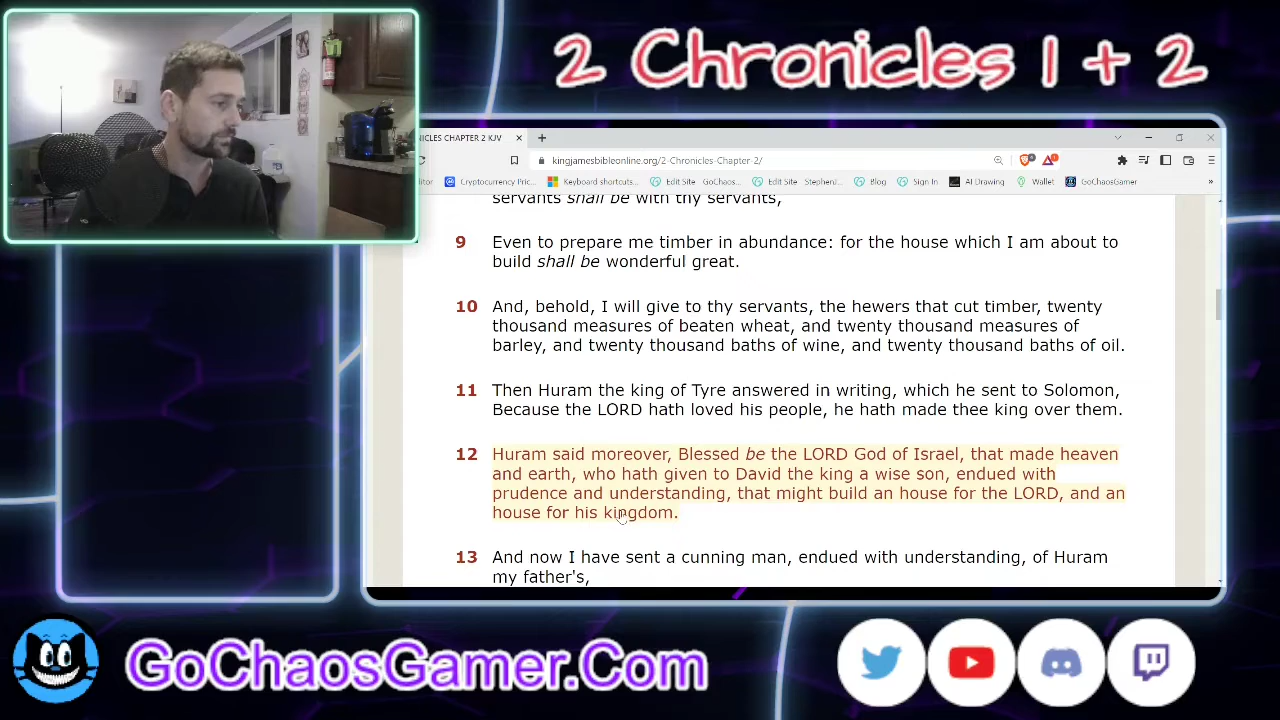 2 Chronicles 1 + 2
ICLES CHAPTER 2 KJV
kingjamesbibleonline.org/2-Chronicles-Chapter-2/
itor
Cryptocurrency Pric...
Keyboard shortcuts...
Edit Site GoChaos...
Edit Site StephenJ...
Blog
Sign In
AI Drawing
Wallet
GoChaosGamer
servants shall be with thy servants,
9 Even to prepare me timber in abundance: for the house which I am about to
build shall be wonderful great.
10 And, behold, I will give to thy servants, the hewers that cut timber, twenty
thousand measures of beaten wheat, and twenty thousand measures of
barley, and twenty thousand baths of wine, and twenty thousand baths of oil.
11 Then Huram the king of Tyre answered in writing, which he sent to Solomon,
Because the LORD hath loved his people, he hath made thee king over them.
12 Huram said moreover, Blessed be the LORD God of Israel, that made heaven
and earth, who hath given to David the king a wise son, endued with
prudence and understanding, that might build an house for the LORD, and an
house for his kingdom.
13 And now I have sent a cunning man, endued with understanding, of Huram
my father's,
GoChaosGamer.Com